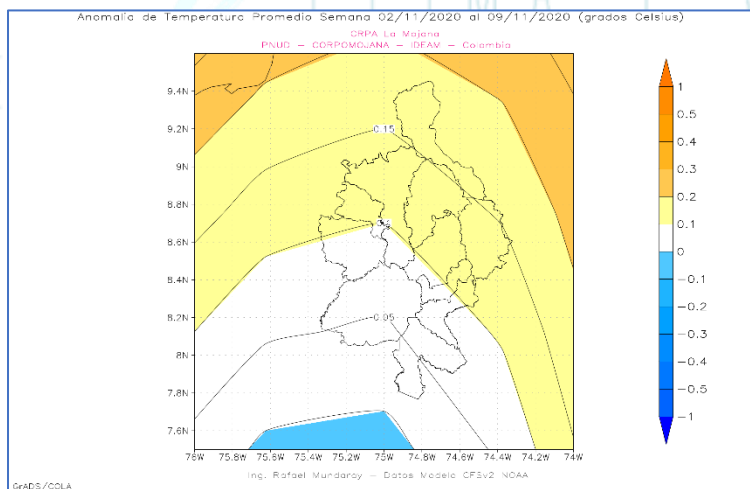 Anomalía de Temperatura Promedio Semana 02/11/2020 al 09/11/2020 (grados Celsius)
CRPA La Mojana
PNUD – CORPOMOJANA – IDEAM – Colombia
9.4N
9.2N
9N
8.8N
8.6N
8.4N
8.2N
8N
7.8N
7.6N
0.15
0.05
76W 75.8W 75.6W 75.4W 75.2W 75W 74.8W 74.6W 74.4W 74.2W 74W
1
0.5
0.4
0.3
0.2
0.1
0
−0.1
−0.2
−0.3
−0.4
−0.5
−1
Ing. Rafael Mundaray – Datos Modelo CFSv2 NOAA
GrADS/COLA